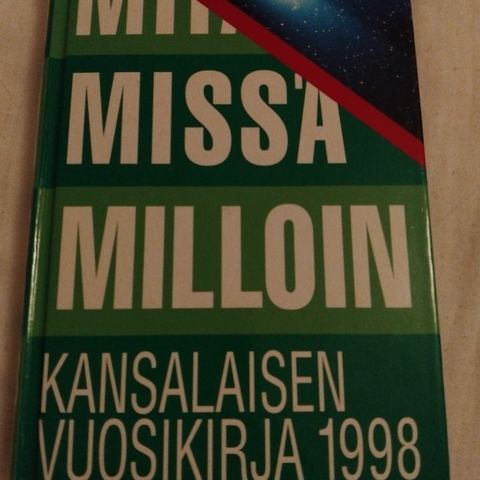 MISSÄ
MILLOIN
KANSALAISEN
VUOSIKIRJA 1998